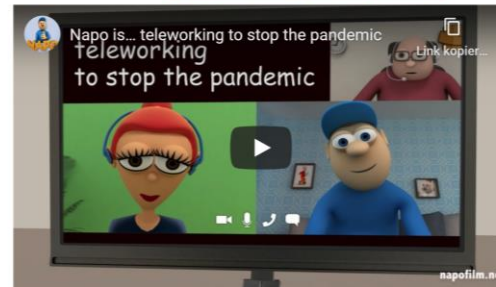 Napo is… teleworking to stop the pandemic
Link kopier...
teleworking
to stop the pandemic
napofilm.ne